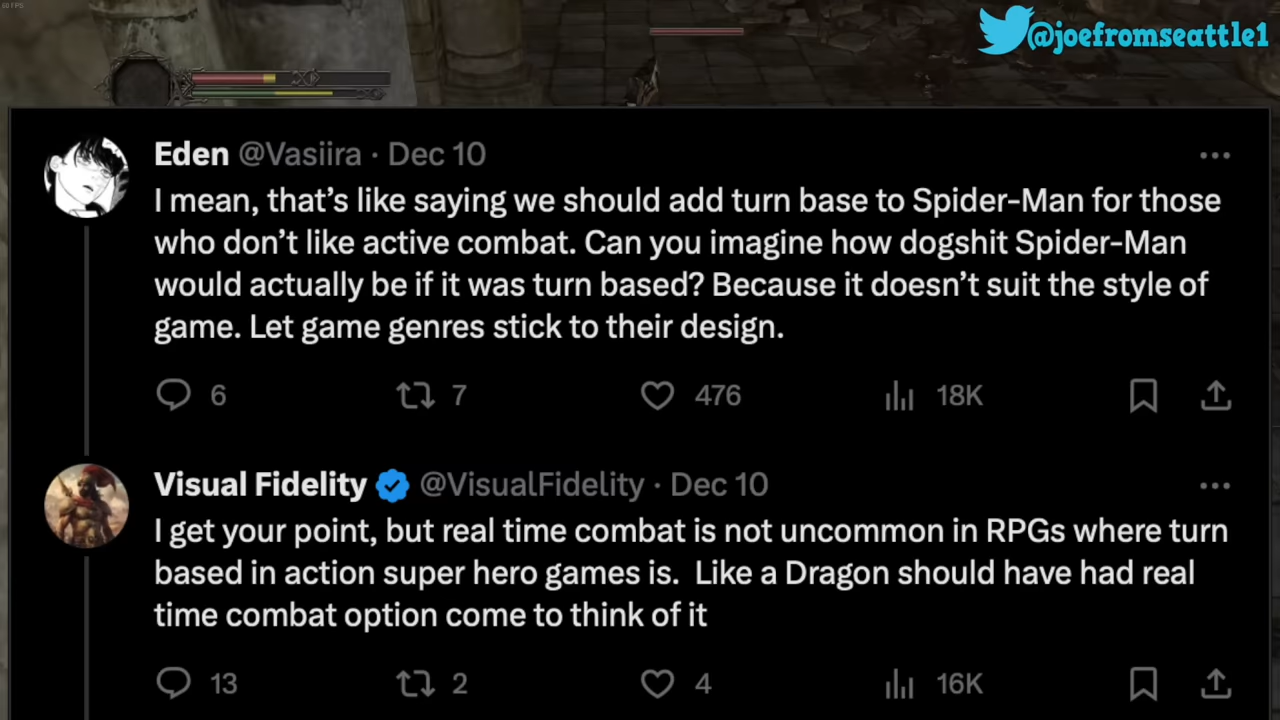 60 FPS
@joefromseattle1
Eden @Vasiira · Dec 10
I mean, that’s like saying we should add turn base to Spider-Man for those
who don’t like active combat. Can you imagine how dogshit Spider-Man
would actually be if it was turn based? Because it doesn’t suit the style of
game. Let game genres stick to their design.
6 7 476 18K
Visual Fidelity @VisualFidelity · Dec 10
I get your point, but real time combat is not uncommon in RPGs where turn
based in action super hero games is.  Like a Dragon should have had real
time combat option come to think of it
13 2 4 16K